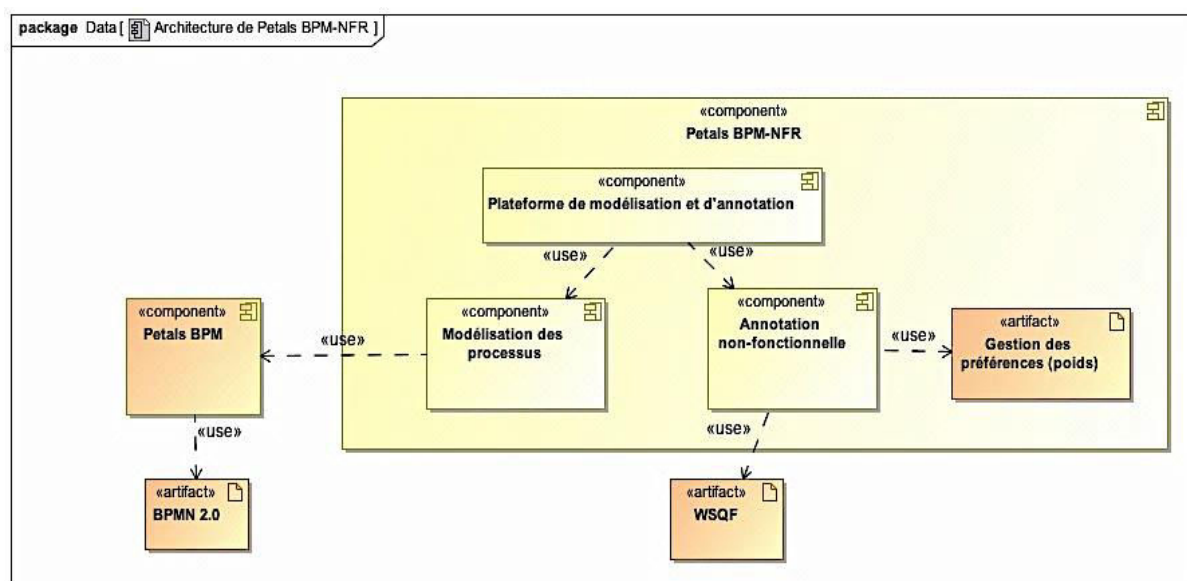 package Data [ Architecture de Petals BPM-NFR ]
«component»
Petals BPM-NFR
«component»
Plateforme de modélisation et d'annotation
«use»
«use»
«component»
Petals BPM
«use»
«component»
Modélisation des
processus
«component»
Annotation
non-fonctionnelle
«use»
«artifact»
Gestion des
préférences (poids)
«use»
«use»
«artifact»
BPMN 2.0
«artifact»
WSQF